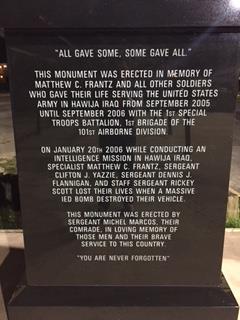 "ALL GAVE SOME, SOME GAVE ALL."
THIS MONUMENT WAS ERECTED IN MEMORY OF
MATTHEW C. FRANTZ AND ALL OTHER SOLDIERS
WHO GAVE THEIR LIFE SERVING THE UNITED STATES
ARMY IN HAWIJA IRAQ FROM SEPTEMBER 2005
UNTIL SEPTEMBER 2006 WITH THE 1ST SPECIAL
TROOPS BATTALION, 1ST BRIGADE OF THE
101ST AIRBORNE DIVISION.
ON JANUARY 20TH 2006 WHILE CONDUCTING AN
INTELLIGENCE MISSION IN HAWIJA IRAQ,
SPECIALIST MATTHEW C. FRANTZ, SERGEANT
CLIFTON J. YAZZIE, SERGEANT DENNIS J.
FLANNIGAN, AND STAFF SERGEANT RICKEY
SCOTT LOST THEIR LIVES WHEN A MASSIVE
IED BOMB DESTROYED THEIR VEHICLE.
THIS MONUMENT WAS ERECTED BY
SERGEANT MICHEL MARCOS, THEIR
COMRADE, IN LOVING MEMORY OF
THOSE MEN AND THEIR BRAVE
SERVICE TO THIS COUNTRY.
"YOU ARE NEVER FORGOTTEN"